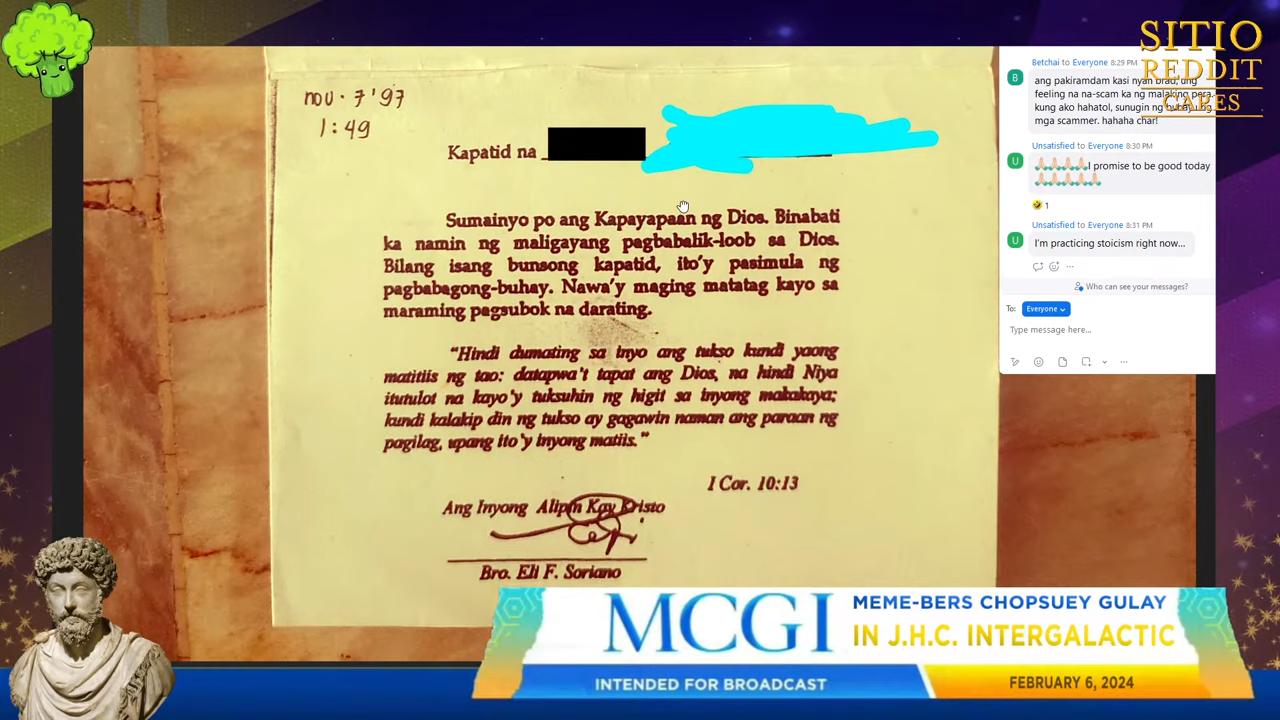 SITIO
REDDIT
CARES
nov. 7 '97
1:49
Kapatid na
Sumainyo po ang Kapayapaan ng Dios. Binabati
ka namin ng maligayang pagbabalik-loob sa Dios.
Bilang isang bunsong kapatid, ito'y pasimula ng
pagbabagong-buhay. Nawa'y maging matatag kayo sa
maraming pagsubok na darating.
"Hindi dumating sa inyo ang tukso kundi yaong
matitiis ng tao: datapwa't tapat ang Dios, na hindi Niya
itutulot na kayo'y tuksuhin ng higit sa inyong makakaya;
kundi kalakip din ng tukso ay gagawin naman ang paraan ng
pagilag, upang ito'y inyong matiis."
I Cor. 10:13
Ang Inyong Alipin Kay Kristo
Bro. Eli F. Soriano
Betchai to Everyone 8:29 PM
B
ang pakiramdam kasi nyan brad, ung
feeling na na-scam ka ng malaking pera.
kung ako hahatol, sunugin ng buhay ung
mga scammer. hahaha char!
Unsatisfied to Everyone 8:30 PM
U
🙏🏻🙏🏻🙏🏻🙏🏻I promise to be good today
🙏🏻🙏🏻🙏🏻🙏🏻🙏🏻
🤣 1
Unsatisfied to Everyone 8:31 PM
U
I'm practicing stoicism right now...
Who can see your messages?
To: Everyone
Type message here...
MCGI
MEME-BERS CHOPSUEY GULAY
IN J.H.C. INTERGALACTIC
INTENDED FOR BROADCAST
FEBRUARY 6, 2024